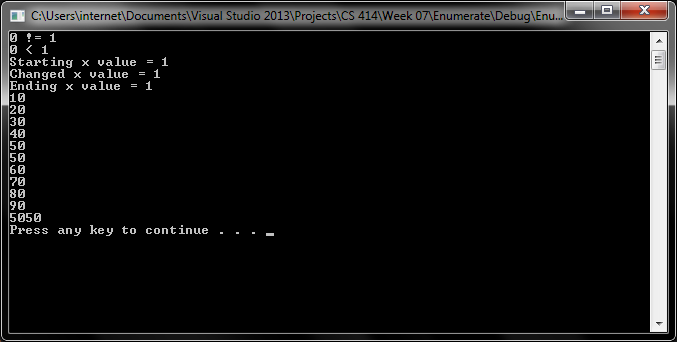 C:\Users\internet\Documents\Visual Studio 2013\Projects\CS 414\Week 07\Enumerate\Debug\Enu...
0 != 1
0 < 1
Starting x value = 1
Changed x value = 1
Ending x value = 1
10
20
30
40
50
50
60
70
80
90
5050
Press any key to continue . . . _